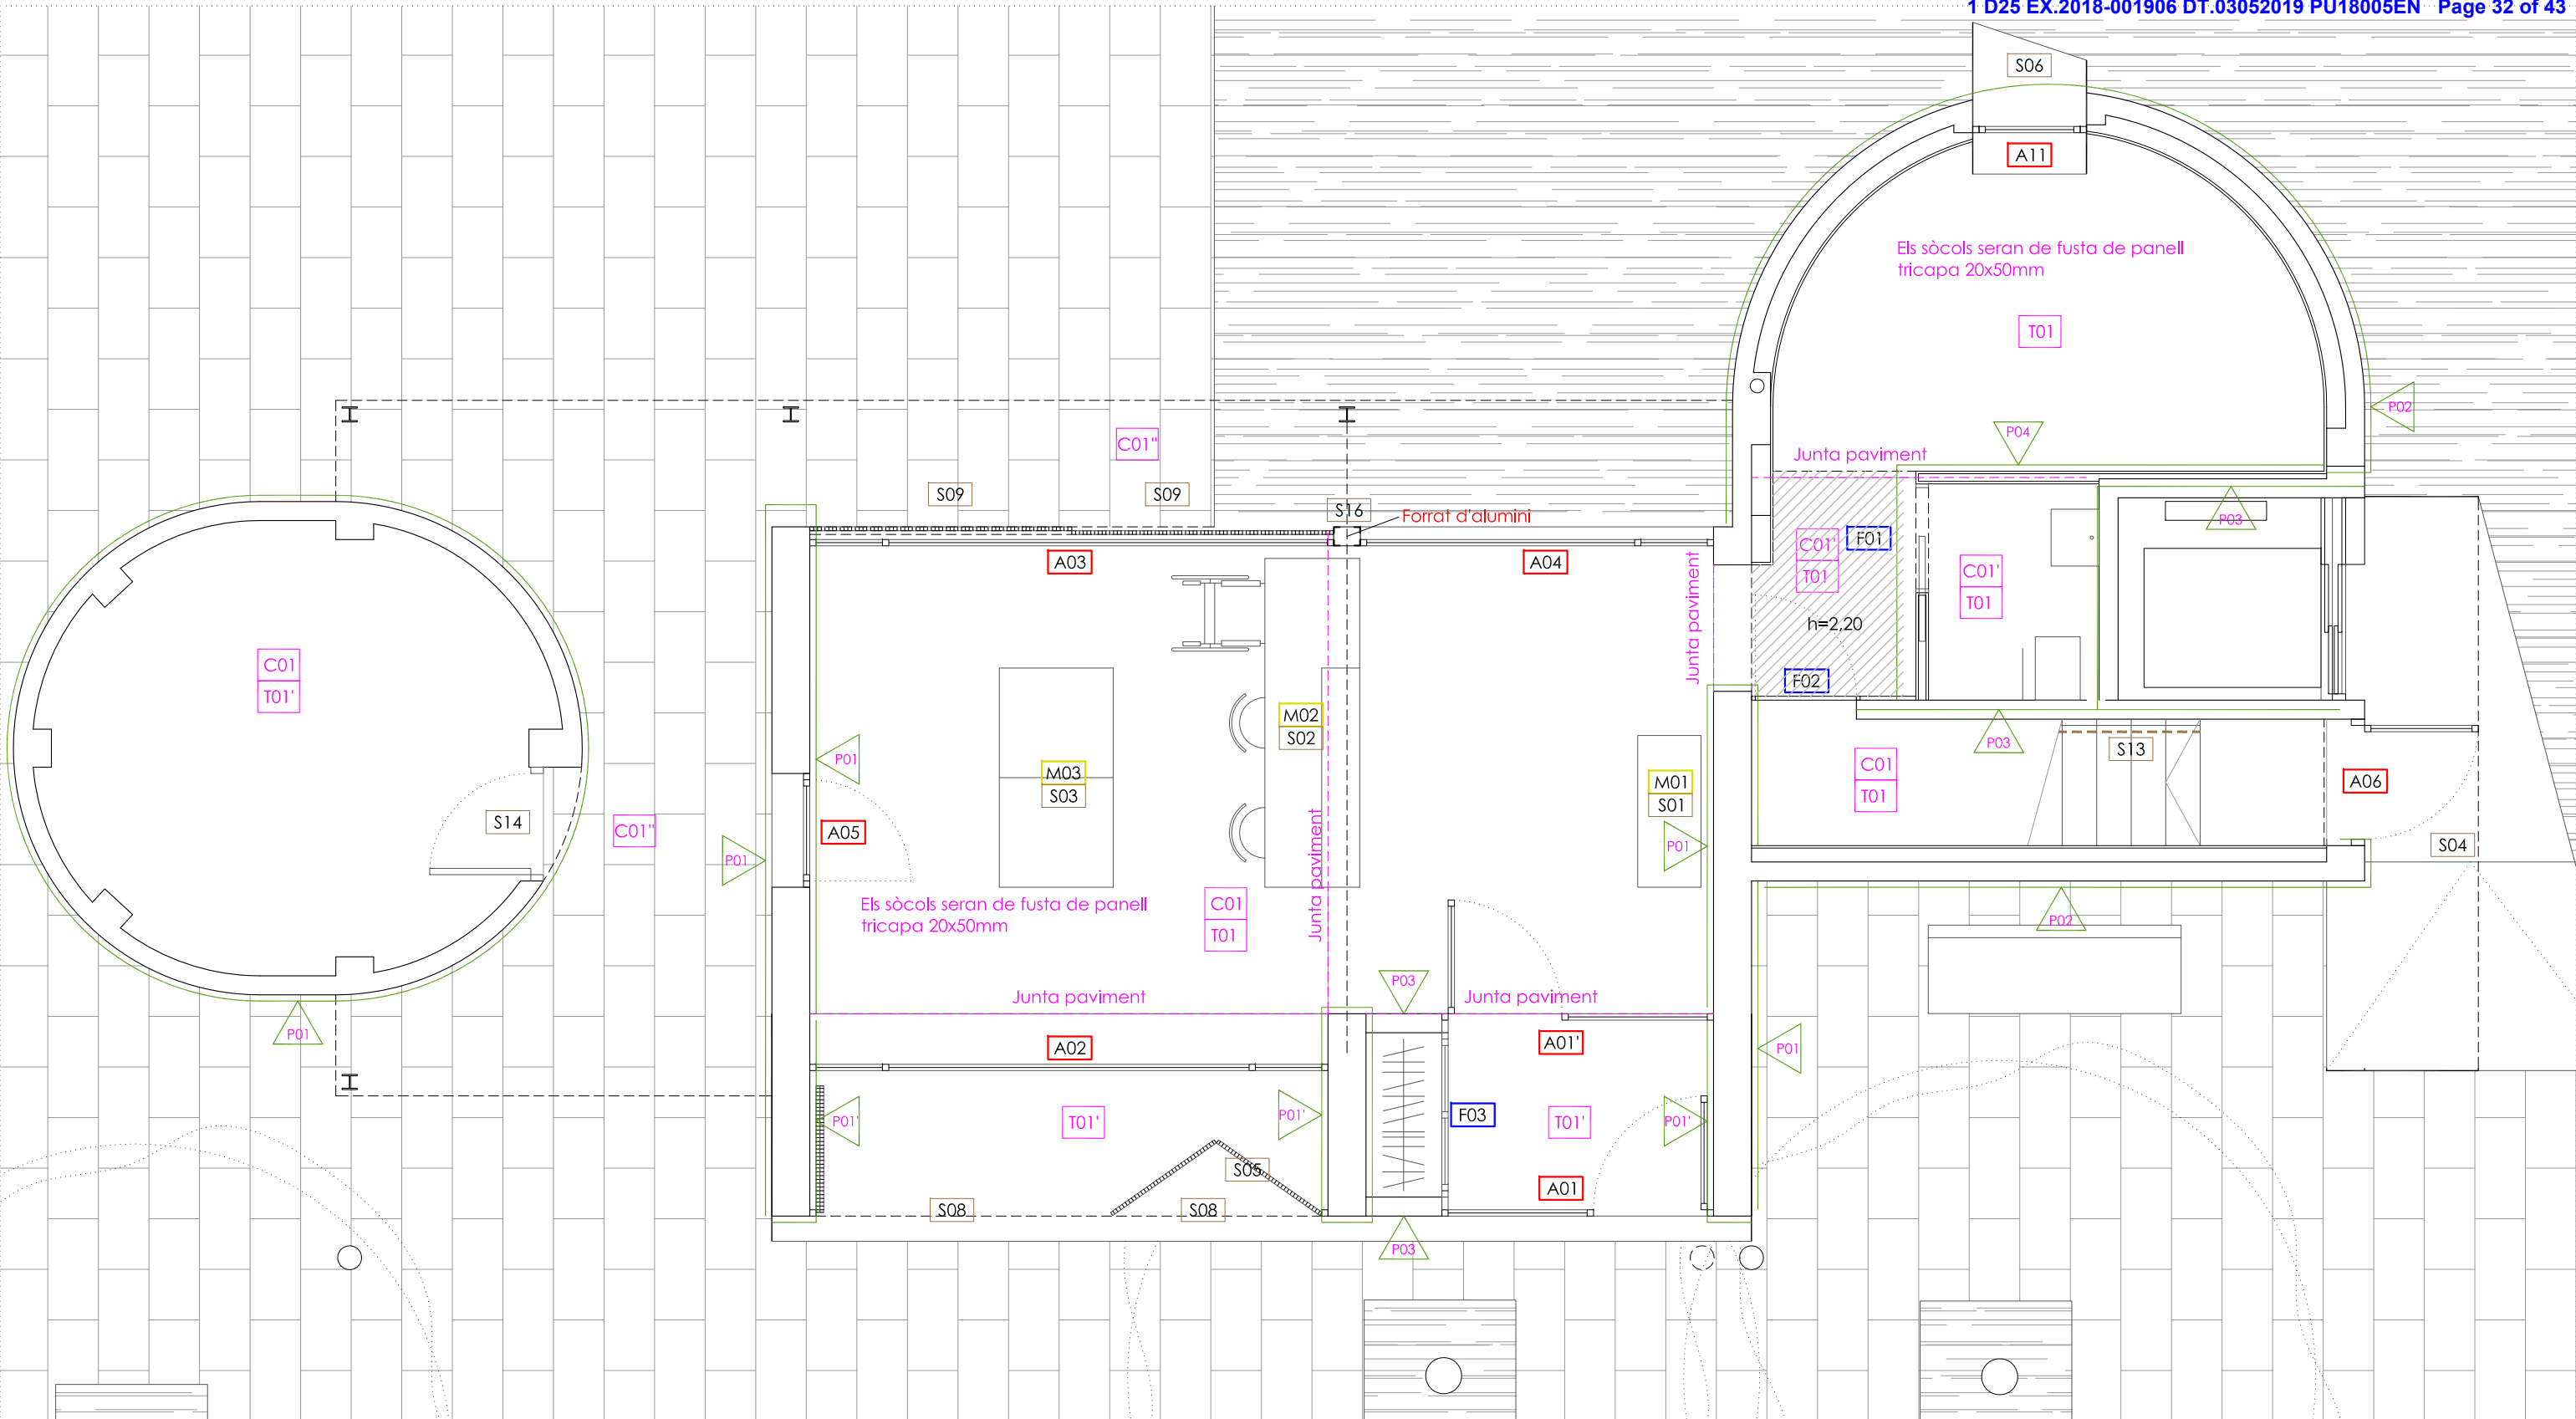 1 D25 EX.2018-001906 DT.03052019 PU18005EN Page 32 of 43
S06
A11
Els sòcols seran de fusta de panell
tricapa 20x50mm
T01
P02
P04
C01"
Junta paviment
S09
S09
S16
Forrat d'alumini
P03
A03
A04
Junta paviment
C01'
T01
F01
C01'
T01
h=2,20
F02
C01
T01'
M02
S02
P03
S13
P01
M03
S03
C01
T01
M01
S01
A06
S14
C01"
A05
P01
Junta paviment
P01
S04
Els sòcols seran de fusta de panell
tricapa 20x50mm
C01
T01
P02
P03
Junta paviment
Junta paviment
P01
A02
A01'
P01
P01'
T01'
P01'
F03
T01'
P01'
S05
A01
S08
S08
P03